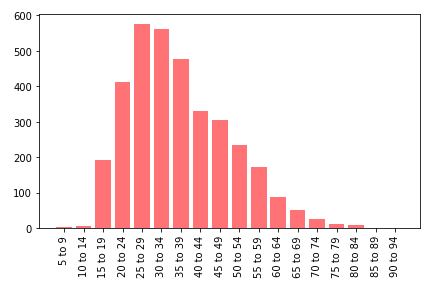 600
500
400
300
200
100
0
5 to 9
10 to 14
15 to 19
20 to 24
25 to 29
30 to 34
35 to 39
40 to 44
45 to 49
50 to 54
55 to 59
60 to 64
65 to 69
70 to 74
75 to 79
80 to 84
85 to 89
90 to 94